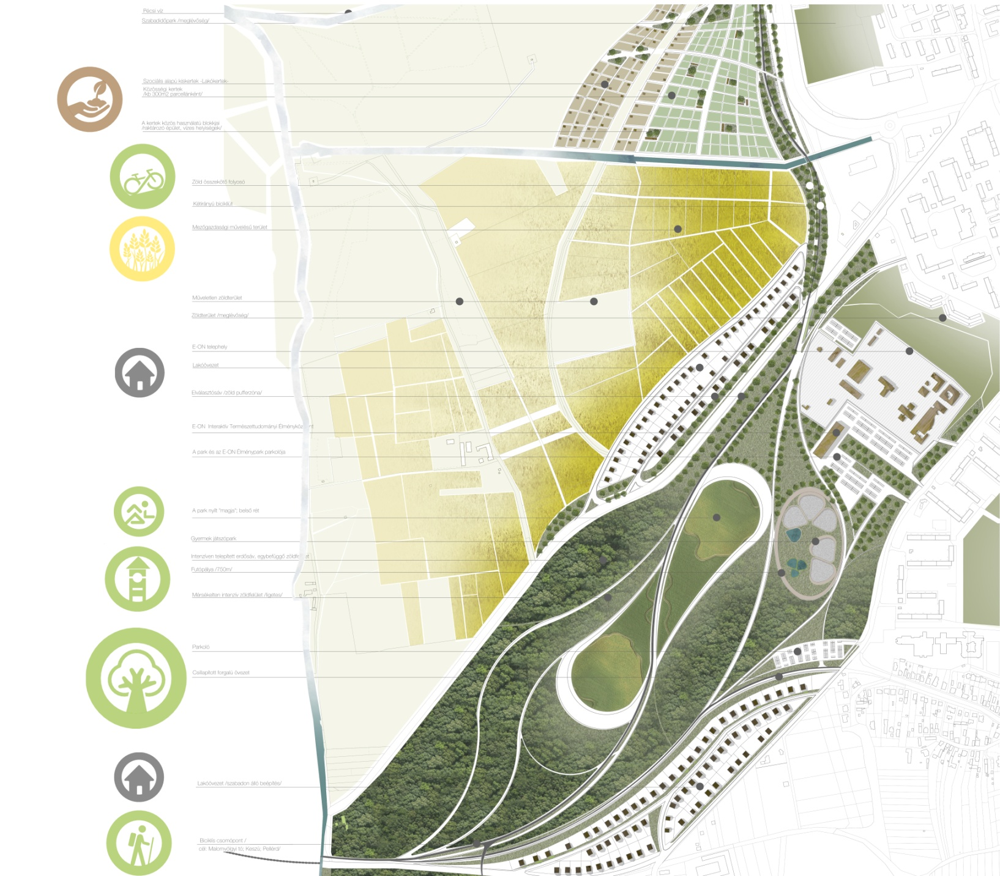 Pécsi víz
Szabadidőpark /meglévőség/
Szociális alapú kiskertek -Lakókertek-
Közösségi kertek
/kb 300m2 parcellánként/
A kertek közös használatú blokkjai
/raktározó épület, vizes helyiségek/
Zöld összekötő folyosó
Kétirányú bicikliút
Mezőgazdasági művelésű terület
Műveletlen zöldterület
Zöldterület /meglévőség/
E-ON telephely
Lakóövezet
Elválasztósáv /zöld pufferzóna/
E-ON Interaktív Természettudományi Élményközpont
A park és az E-ON Élménypark parkolója
A park nyílt "magja"; belső rét
Gyermek játszópark
Intenzíven telepített erdősáv, egybefüggő
Futópálya /750m/
Mérsékelten intenzív zöldfelület /ligetes/
Parkoló
Csillapított forgalú övezet
Lakóövezet /szabadon álló beépítés/
Biciklis csomópont /
cél: Malomvölgyi tó; Keszü; Pellérd/